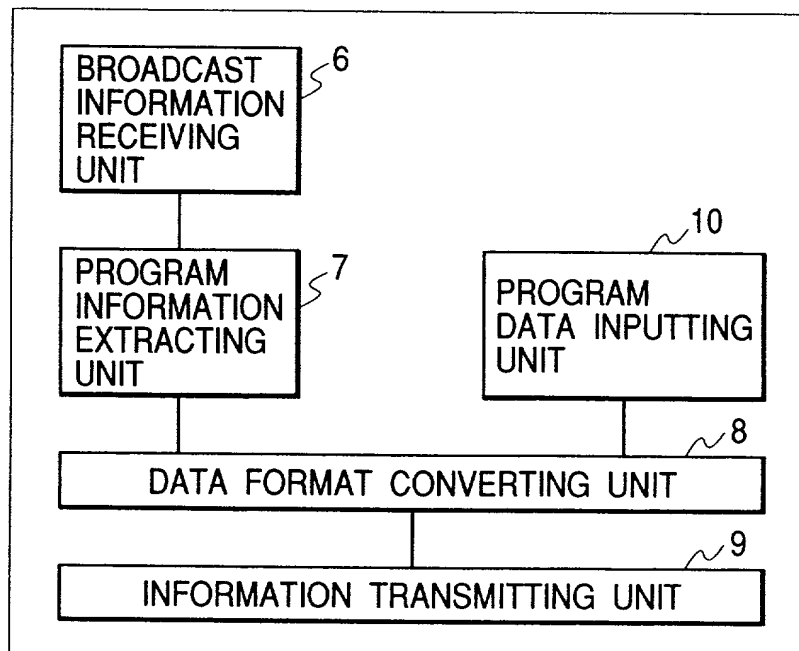 BROADCAST
INFORMATION
RECEIVING
UNIT
6
PROGRAM
INFORMATION
EXTRACTING
UNIT
7
PROGRAM
DATA INPUTTING
UNIT
10
DATA FORMAT CONVERTING UNIT
8
INFORMATION TRANSMITTING UNIT
9